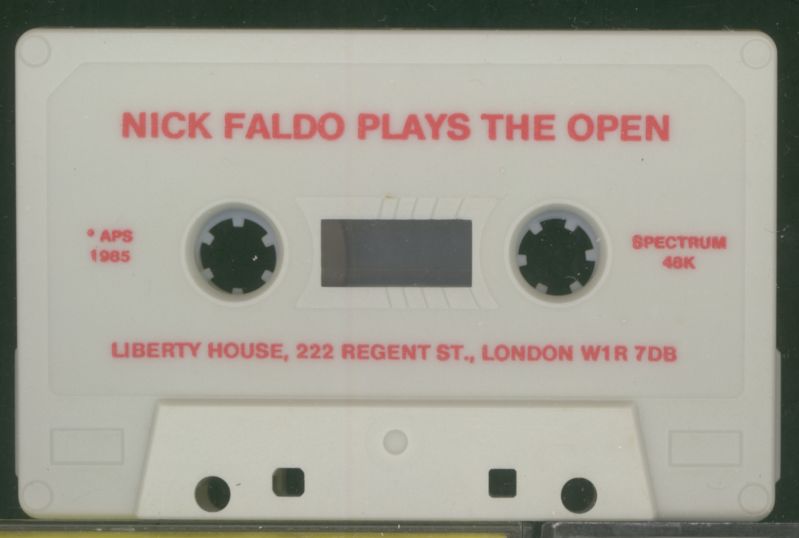 NICK FALDO PLAYS THE OPEN
© APS
1985
SPECTRUM
48K
LIBERTY HOUSE, 222 REGENT ST., LONDON W1R 7DB